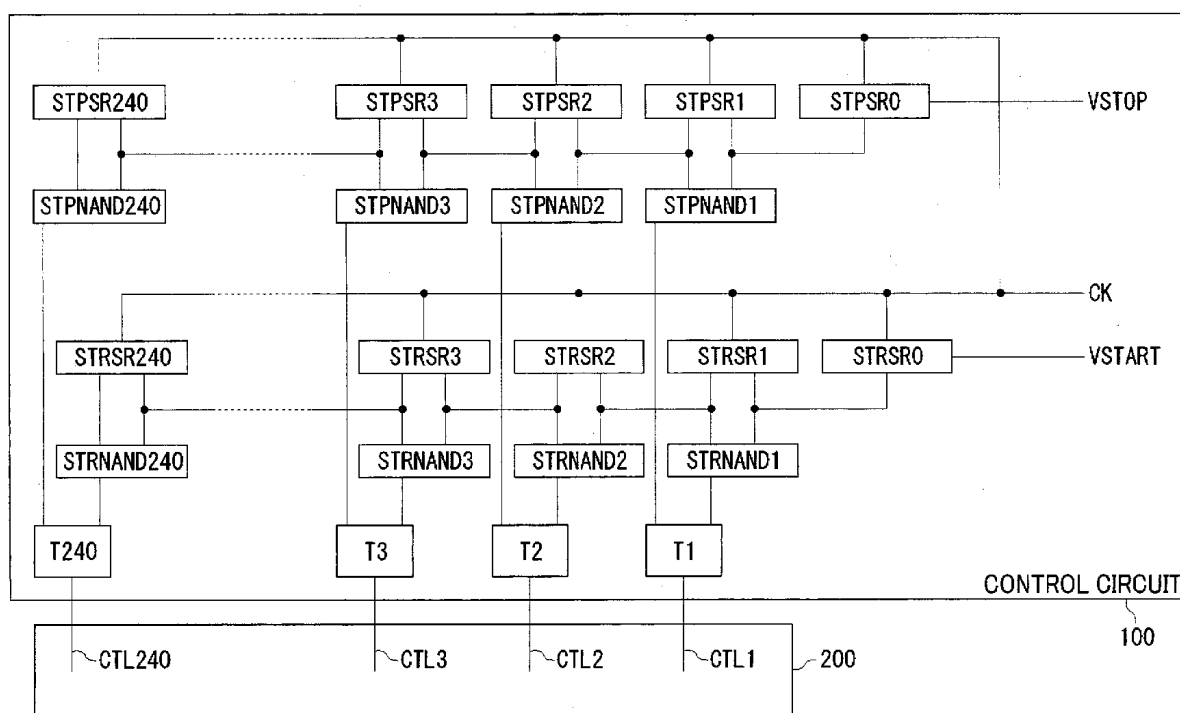 STPSR240 STPSR3 STPSR2 STPSR1 STPSR0 VSTOP
STPNAND240 STPNAND3 STPNAND2 STPNAND1
CK
STRSR240 STRSR3 STRSR2 STRSR1 STRSR0 VSTART
STRNAND240 STRNAND3 STRNAND2 STRNAND1
T240 T3 T2 T1
CONTROL CIRCUIT
100
CTL240 CTL3 CTL2 CTL1 200